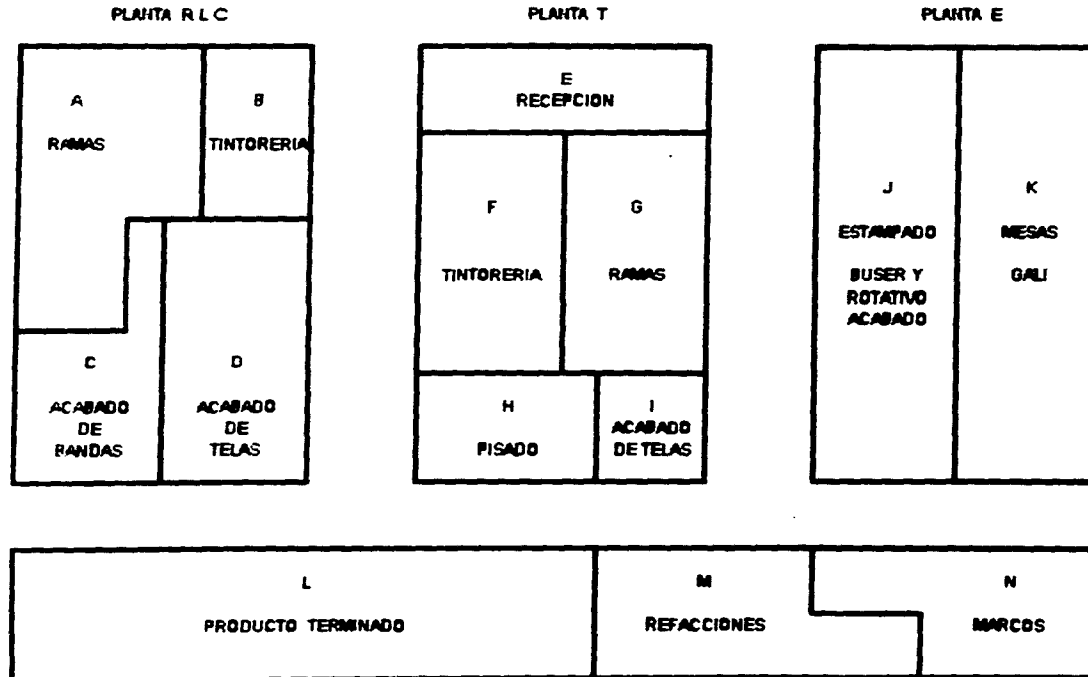 PLANTA R L C
PLANTA T
PLANTA E
A
RAMAS
B
TINTORERIA
C
ACABADO
DE
BANDAS
D
ACABADO
DE
TELAS
E
RECEPCION
F
TINTORERIA
G
RAMAS
H
PISADO
I
ACABADO
DE TELAS
J
ESTAMPADO
BUSER Y
ROTATIVO
ACABADO
K
MESAS
GALI
L
PRODUCTO TERMINADO
M
REFACCIONES
N
MARCOS